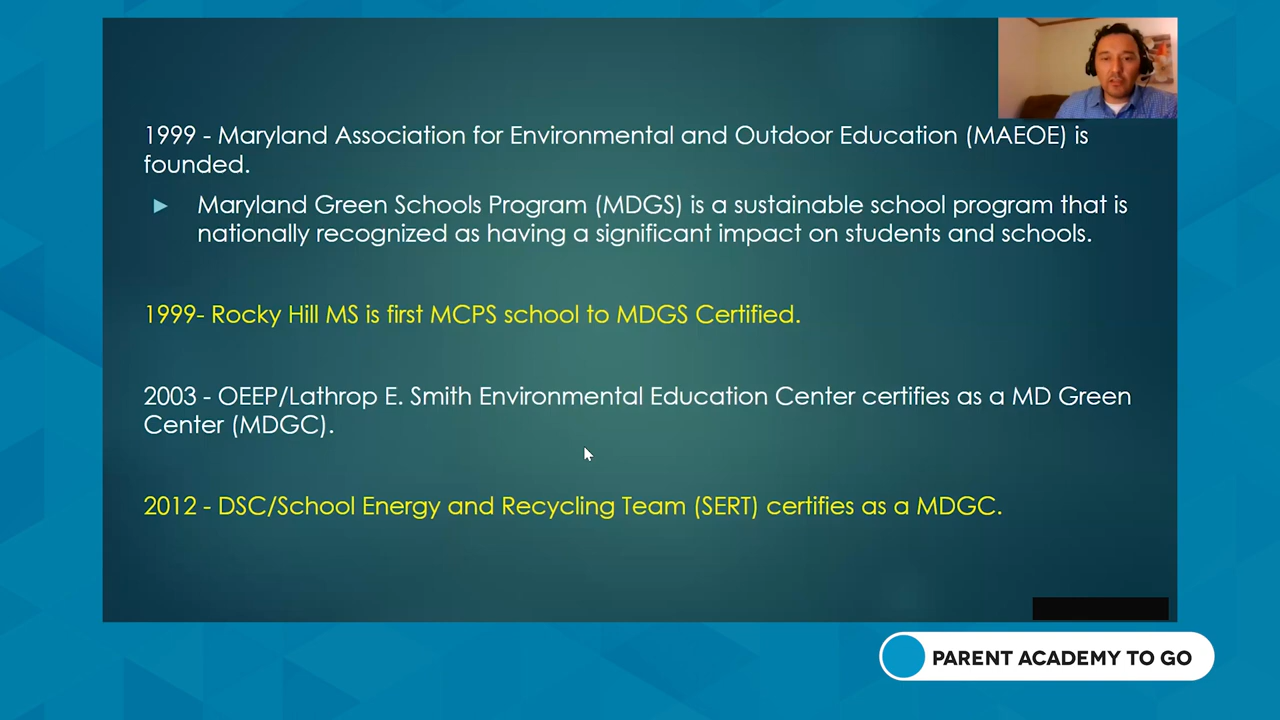 1999 - Maryland Association for Environmental and Outdoor Education (MAEOE) is
founded.
Maryland Green Schools Program (MDGS) is a sustainable school program that is
nationally recognized as having a significant impact on students and schools.
1999- Rocky Hill MS is first MCPS school to MDGS Certified.
2003 - OEEP/Lathrop E. Smith Environmental Education Center certifies as a MD Green
Center (MDGC).
2012 - DSC/School Energy and Recycling Team (SERT) certifies as a MDGC.
PARENT ACADEMY TO GO